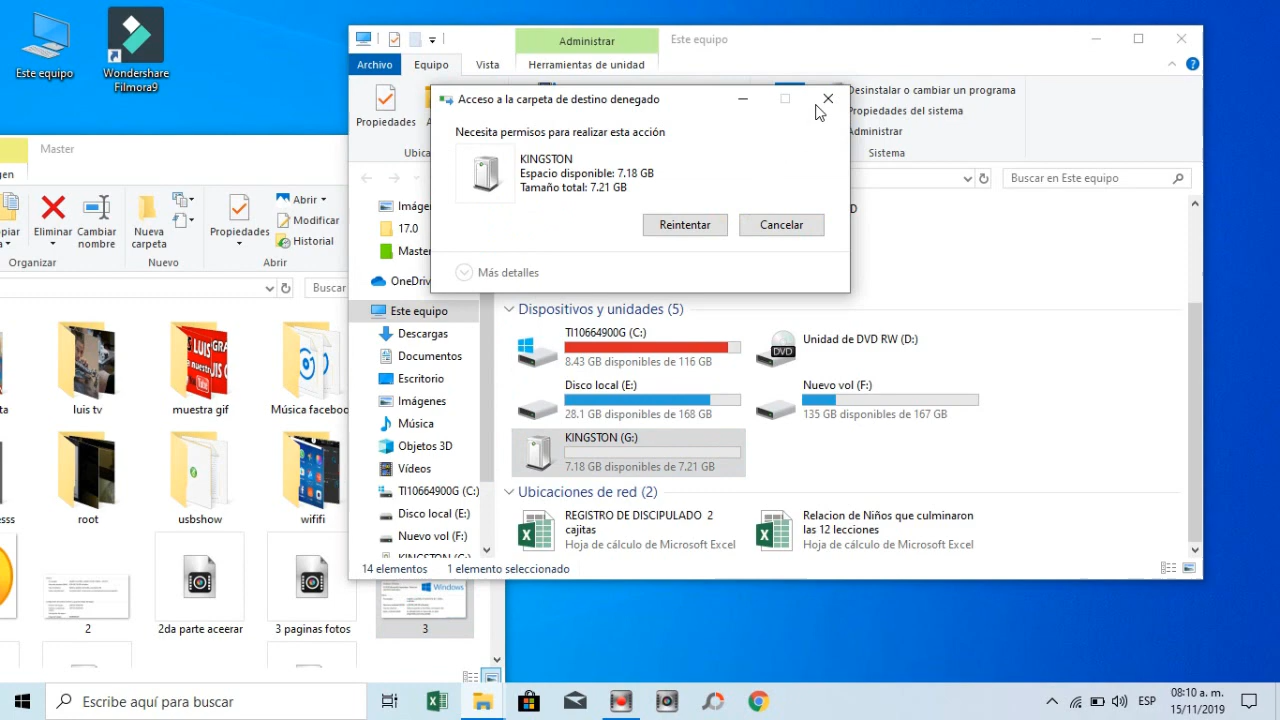 Este equipo
Wondershare
Filmora9
Master
Eliminar
Cambiar
nombre
Organizar
Nueva
carpeta
Nuevo
Propiedades
Abrir
Modificar
Historial
Abrir
Buscar
luis tv
muestra gif
root
usbshow
wififi
2
2da parte aceerar
3 paginas fotos
Windows
3
Administrar
Este equipo
Archivo
Equipo
Vista
Herramientas de unidad
Propiedades
Desinstalar o cambiar un programa
Propiedades del sistema
Administrar
Sistema
Buscar en Este equipo
Acceso a la carpeta de destino denegado
Necesita permisos para realizar esta acción
KINGSTON
Espacio disponible: 7.18 GB
Tamaño total: 7.21 GB
Reintentar
Cancelar
Más detalles
17.0
Este equipo
Descargas
Documentos
Escritorio
Imágenes
Música
Objetos 3D
Vídeos
TI10664900G (C:)
Disco local (E:)
Nuevo vol (F:)
Dispositivos y unidades (5)
TI10664900G (C:)
8.43 GB disponibles de 116 GB
Unidad de DVD RW (D:)
DVD
Disco local (E:)
28.1 GB disponibles de 168 GB
Nuevo vol (F:)
135 GB disponibles de 167 GB
KINGSTON (G:)
7.18 GB disponibles de 7.21 GB
Ubicaciones de red (2)
REGISTRO DE DISCIPULADO 2
cajitas
Hoja de cálculo de Microsoft Excel
Relacion de Niños que culminaron
las 12 lecciones
Hoja de cálculo de Microsoft Excel
14 elementos
1 elemento seleccionado
Escribe aquí para buscar
ESP
08:10 a. m.
15/11/2019